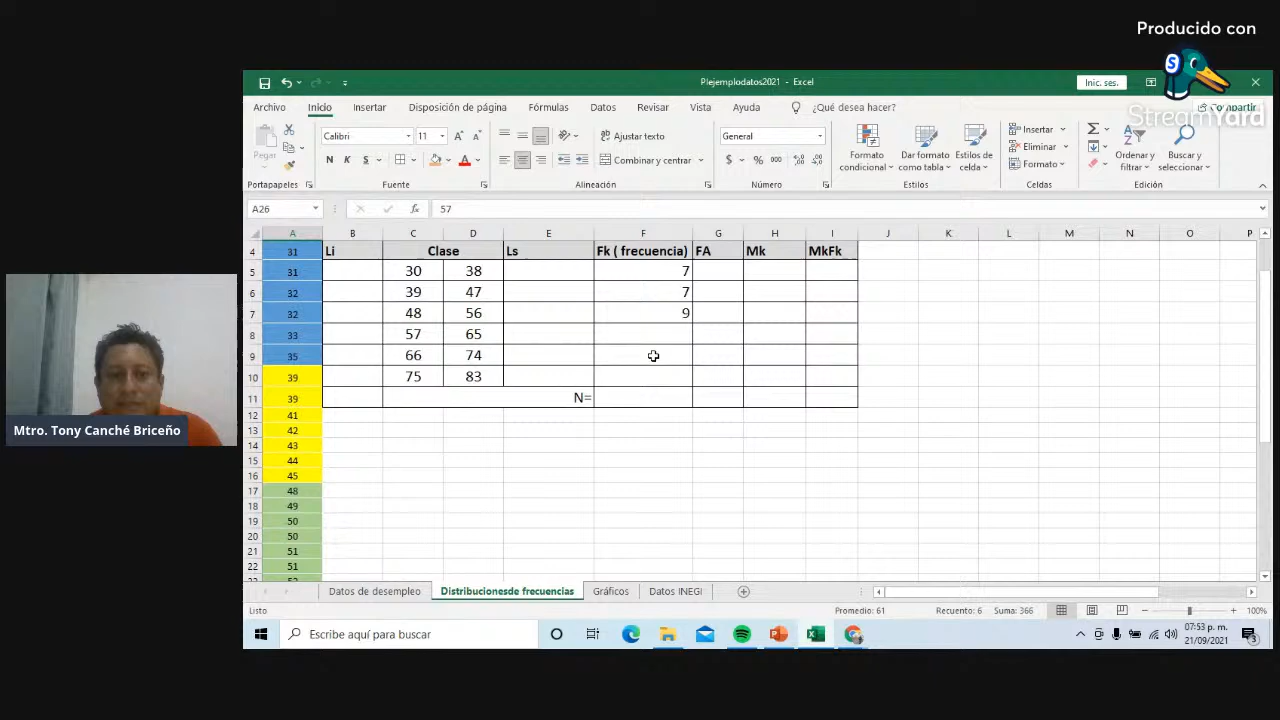 Producido con
S
StreamYard
Plejemplodatos2021 - Excel
Inic. ses.
Archivo Inicio Insertar Disposición de página Fórmulas Datos Revisar Vista Ayuda ¿Qué desea hacer? Compartir
Pegar
Calibri 11
N K S
Ajustar texto
Combinar y centrar
General
$ % 000
Formato condicional
Dar formato como tabla
Estilos de celda
Insertar
Eliminar
Formato
Ordenar y filtrar
Buscar y seleccionar
Portapapeles Fuente Alineación Número Estilos Celdas Edición
A26 fx 57
A B C D E F G H I J K L M N O P
4 31 Li Clase Ls Fk ( frecuencia) FA Mk MkFk
5 31 30 38 7
6 32 39 47 7
7 32 48 56 9
8 33 57 65
9 35 66 74
10 39 75 83
11 39 N=
12 41
13 42
14 43
15 44
16 45
17 48
18 49
19 50
20 50
21 51
22 51
Mtro. Tony Canché Briceño
Datos de desempleo Distribucionesde frecuencias Gráficos Datos INEGI
Listo Promedio: 61 Recuento: 6 Suma: 366 100%
Escribe aquí para buscar
07:53 p. m.
21/09/2021
3